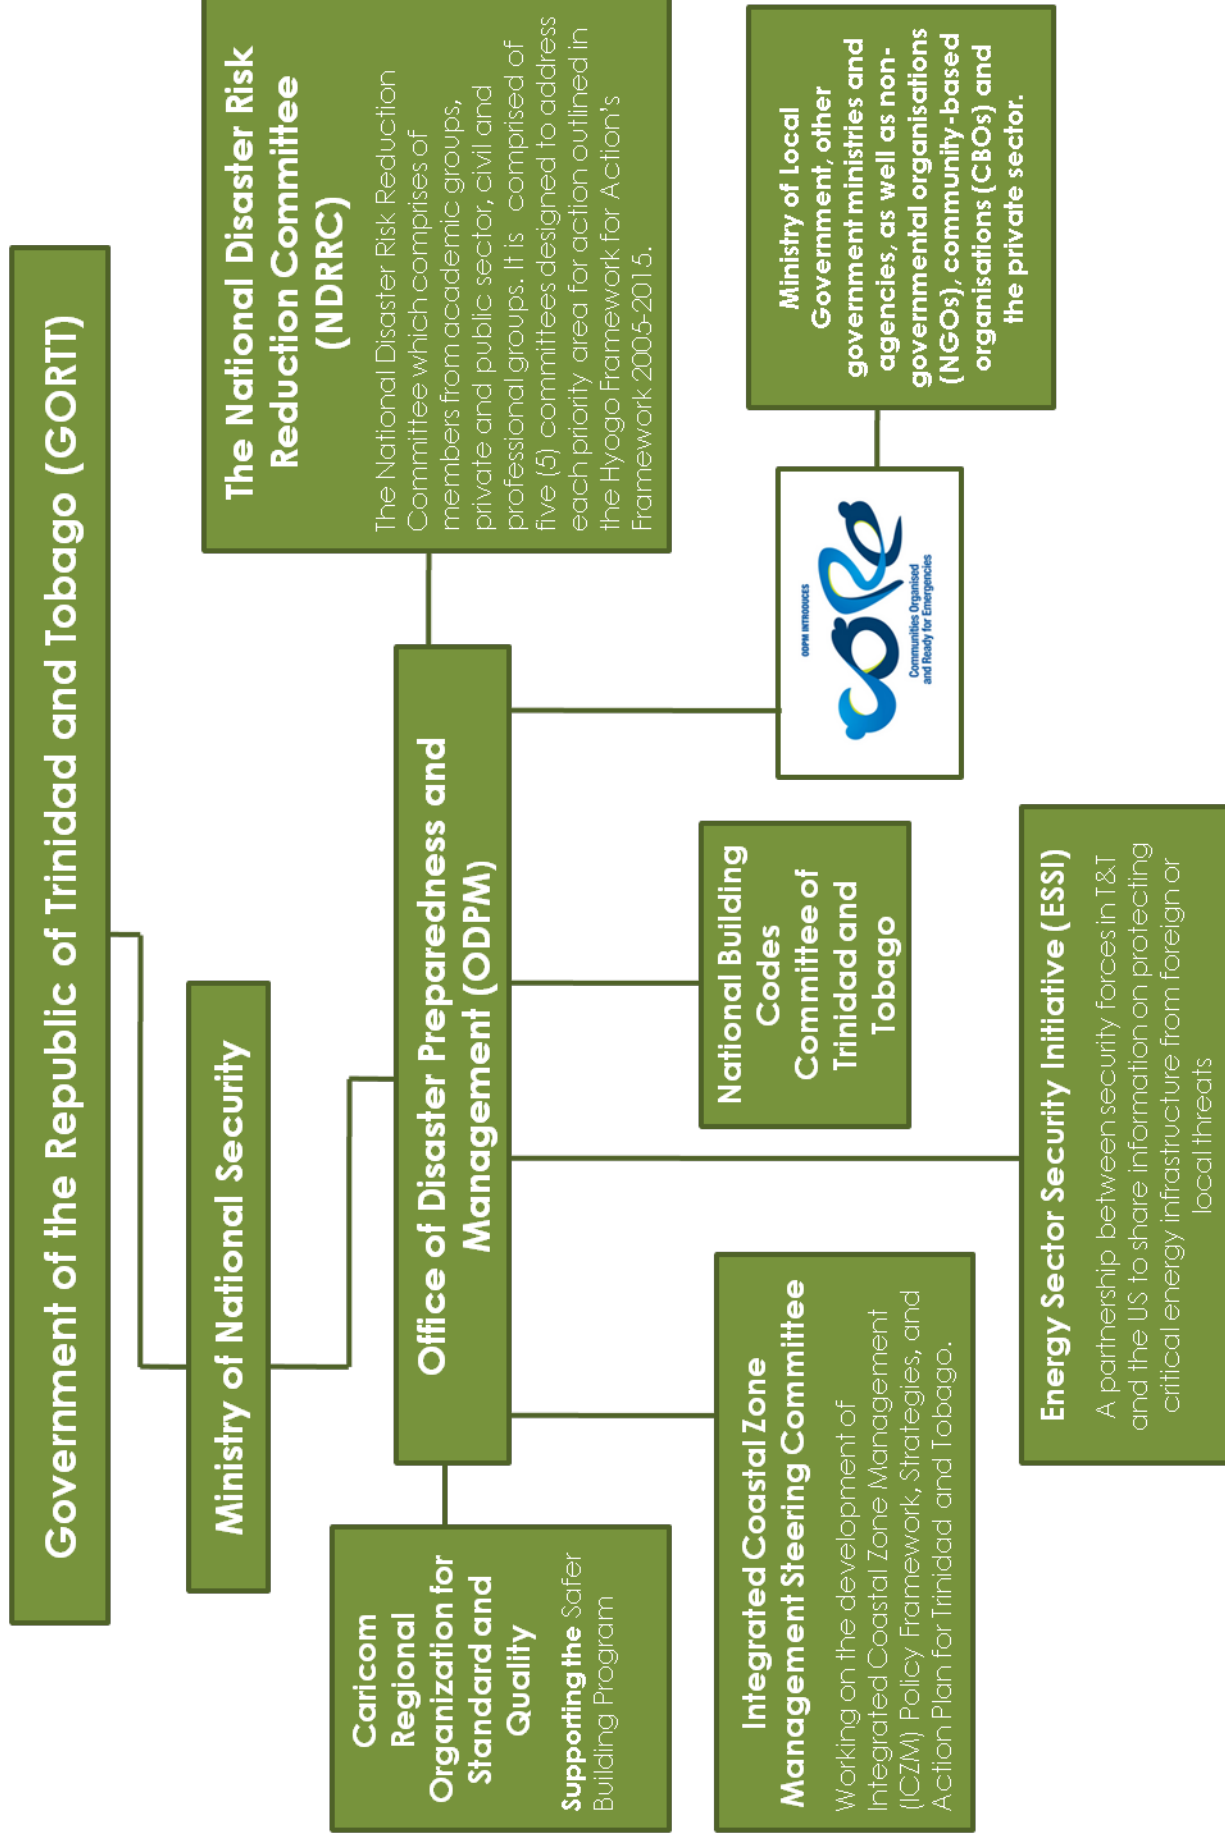 Government of the Republic of Trinidad and Tobago (GORTT)
Ministry of National Security
Office of Disaster Preparedness and
Management (ODPM)
The National Disaster Risk
Reduction Committee
(NDRRC)
The National Disaster Risk Reduction
Committee which comprises of
members from academic groups,
private and public sector, civil and
professional groups. It is comprised of
five (5) committees designed to address
each priority area for action outlined in
the Hyogo Framework for Action's
Framework 2005-2015.
Caricom
Regional
Organization for
Standard and
Quality
Supporting the Safer
Building Program
Integrated Coastal Zone
Management Steering Committee
Working on the development of
Integrated Coastal Zone Management
(ICZM) Policy Framework, Strategies, and
Action Plan for Trinidad and Tobago.
Energy Sector Security Initiative (ESSI)
A partnership between security forces in T&T
and the US to share information on protecting
critical energy infrastructure from foreign or
local threats
National Building
Codes
Committee of
Trinidad and
Tobago
ODPM INTRODUCES
CORe
Communities Organised
and Ready for Emergencies
Ministry of Local
Government, other
government ministries and
agencies, as well as non-
governmental organisations
(NGOs), community-based
organisations (CBOs) and
the private sector.